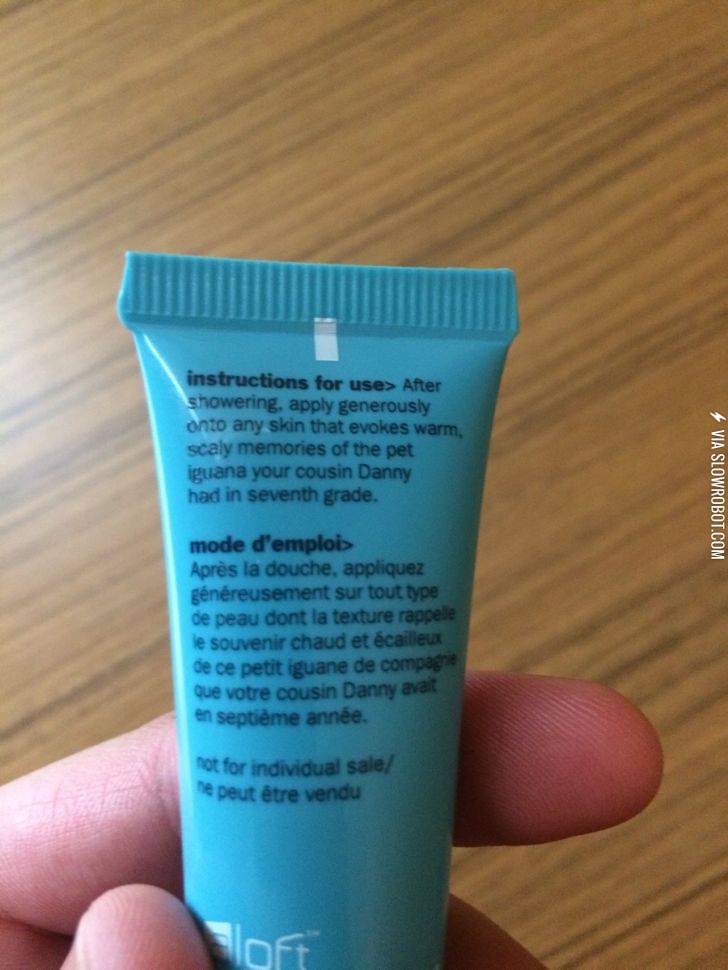 instructions for use> After
showering, apply generously
onto any skin that evokes warm,
scaly memories of the pet
iguana your cousin Danny
had in seventh grade.
mode d'emploi>
Après la douche, appliquez
généreusement sur tout type
de peau dont la texture rappelle
le souvenir chaud et écailleux
de ce petit iguane de compagnie
que votre cousin Danny avait
en septième année.
not for individual sale/
ne peut être vendu
aloft™
VIA SLOWROBOT.COM